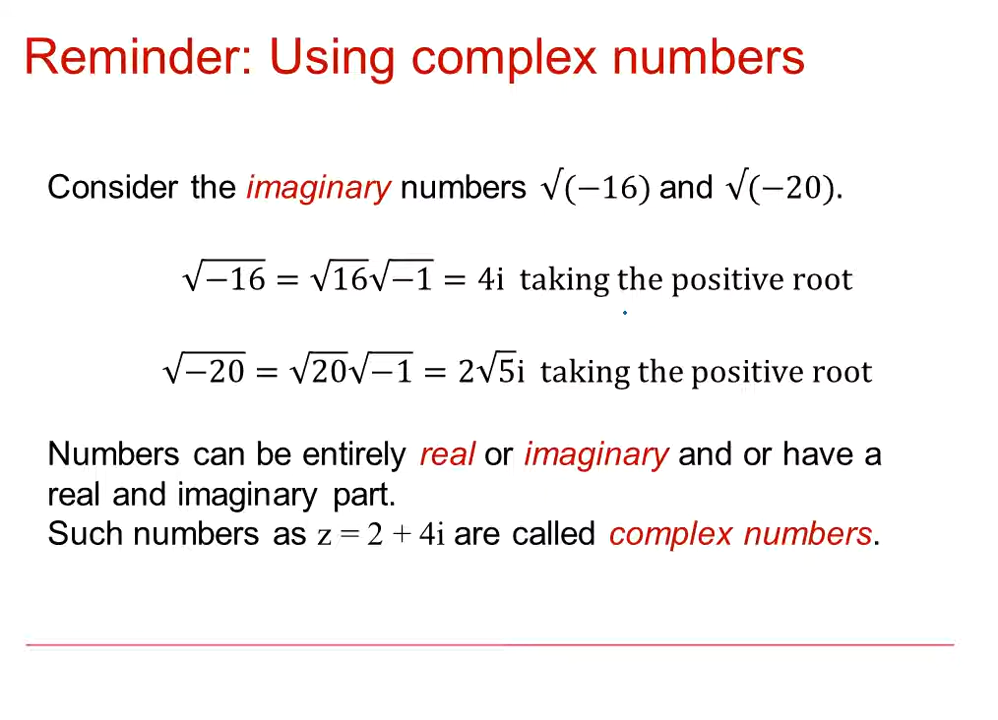 Reminder: Using complex numbers
Consider the imaginary numbers √(−16) and √(−20).
√−16 = √16√−1 = 4i taking the positive root
√−20 = √20√−1 = 2√5i taking the positive root
Numbers can be entirely real or imaginary and or have a
real and imaginary part.
Such numbers as z = 2 + 4i are called complex numbers.